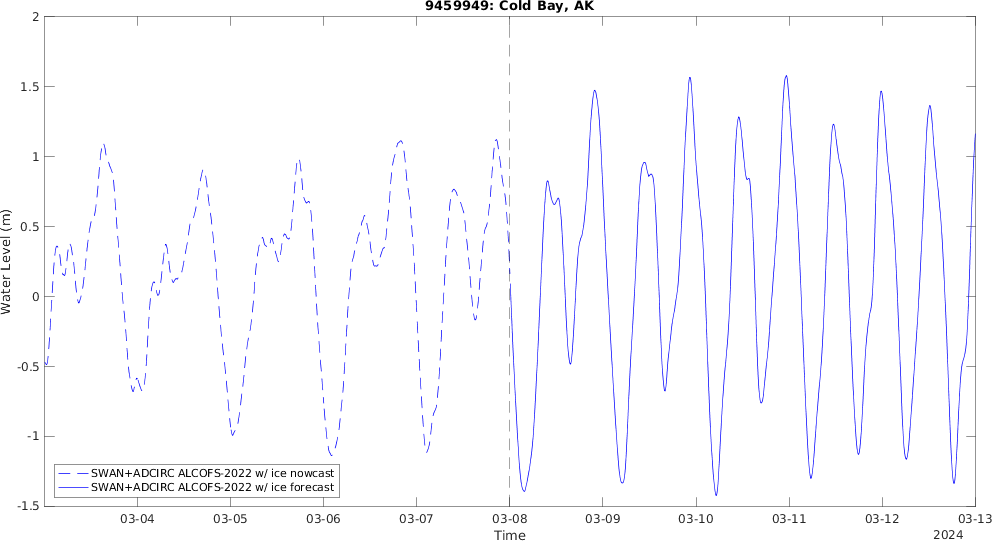 9459949: Cold Bay, AK
Water Level (m)
2
1.5
1
0.5
0
-0.5
-1
-1.5
SWAN+ADCIRC ALCOFS-2022 w/ ice nowcast
SWAN+ADCIRC ALCOFS-2022 w/ ice forecast
03-04 03-05 03-06 03-07 03-08 03-09 03-10 03-11 03-12 03-13
Time
2024